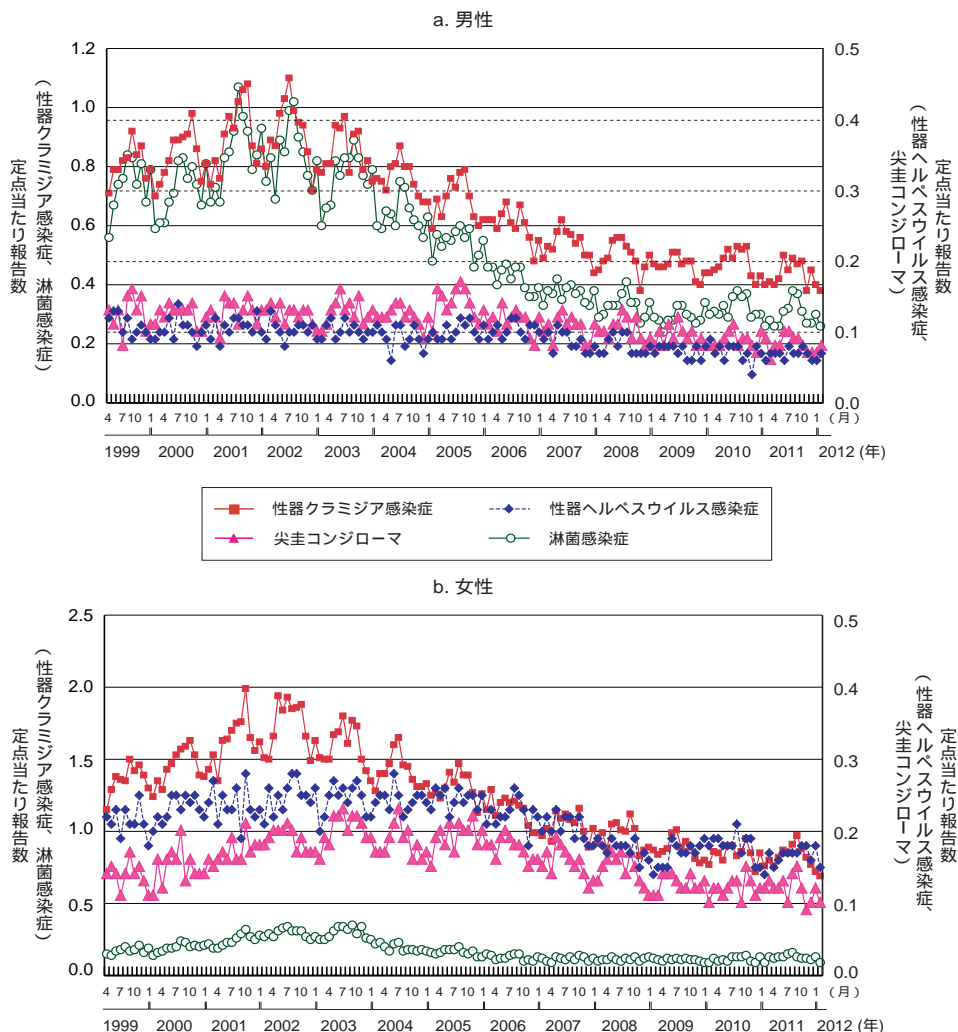 a. 男性
定点当たり報告数
(性器クラミジア感染症、淋菌感染症)
1.2
1.0
0.8
0.6
0.4
0.2
0.0
0.5
0.4
0.3
0.2
0.1
0.0
定点当たり報告数
(性器ヘルペスウイルス感染症、
尖圭コンジローマ)
4 7 10 1 4 7 10 1 4 7 10 1 4 7 10 1 4 7 10 1 4 7 10 1 4 7 10 1 4 7 10 1 4 7 10 1 4 7 10 1 4 7 10 1 4 7 10 1 4 7 10 1 (月)
1999 2000 2001 2002 2003 2004 2005 2006 2007 2008 2009 2010 2011 2012 (年)
性器クラミジア感染症 性器ヘルペスウイルス感染症
尖圭コンジローマ 淋菌感染症
b. 女性
定点当たり報告数
(性器クラミジア感染症、淋菌感染症)
2.5
2.0
1.5
1.0
0.5
0.0
0.5
0.4
0.3
0.2
0.1
0.0
定点当たり報告数
(性器ヘルペスウイルス感染症、
尖圭コンジローマ)
4 7 10 1 4 7 10 1 4 7 10 1 4 7 10 1 4 7 10 1 4 7 10 1 4 7 10 1 4 7 10 1 4 7 10 1 4 7 10 1 4 7 10 1 4 7 10 1 4 7 10 1 (月)
1999 2000 2001 2002 2003 2004 2005 2006 2007 2008 2009 2010 2011 2012 (年)